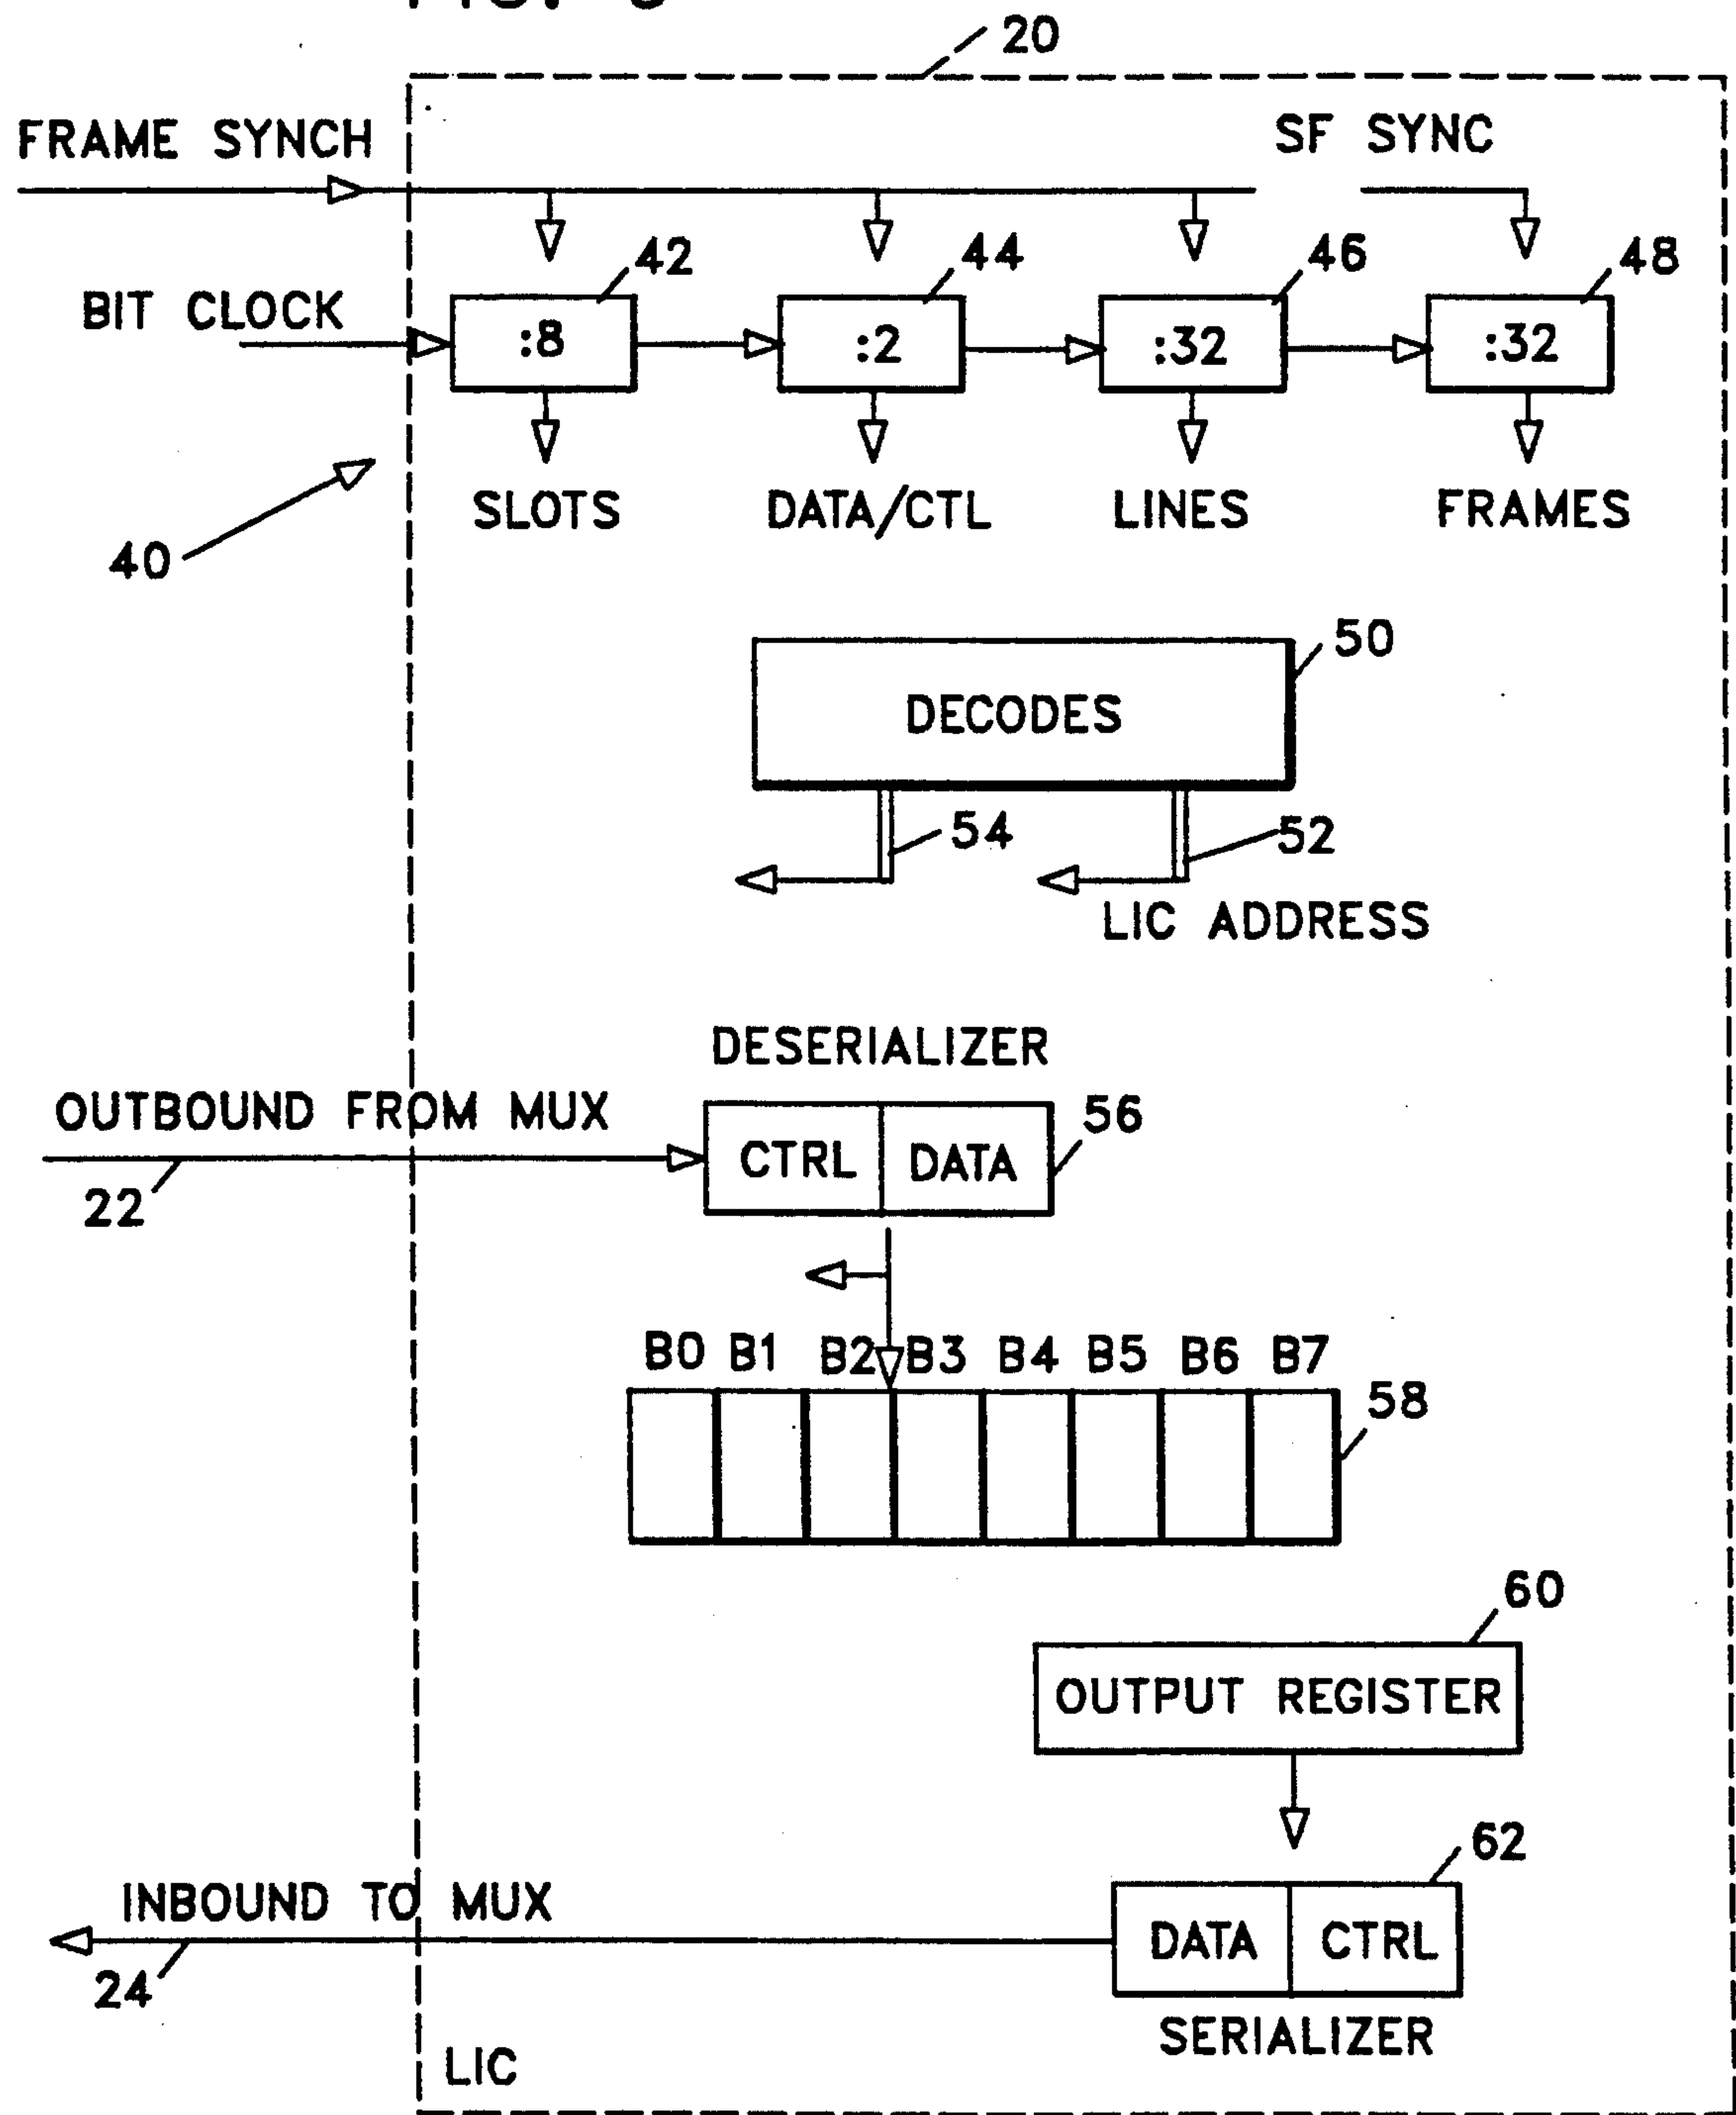 20
FRAME SYNCH
SF SYNC
42
44
46
48
BIT CLOCK
:8
:2
:32
:32
SLOTS
DATA/CTL
LINES
FRAMES
40
50
DECODES
54
52
LIC ADDRESS
DESERIALIZER
OUTBOUND FROM MUX
56
CTRL
DATA
22
B0 B1 B2 B3 B4 B5 B6 B7
58
60
OUTPUT REGISTER
62
INBOUND TO MUX
DATA
CTRL
24
SERIALIZER
LIC